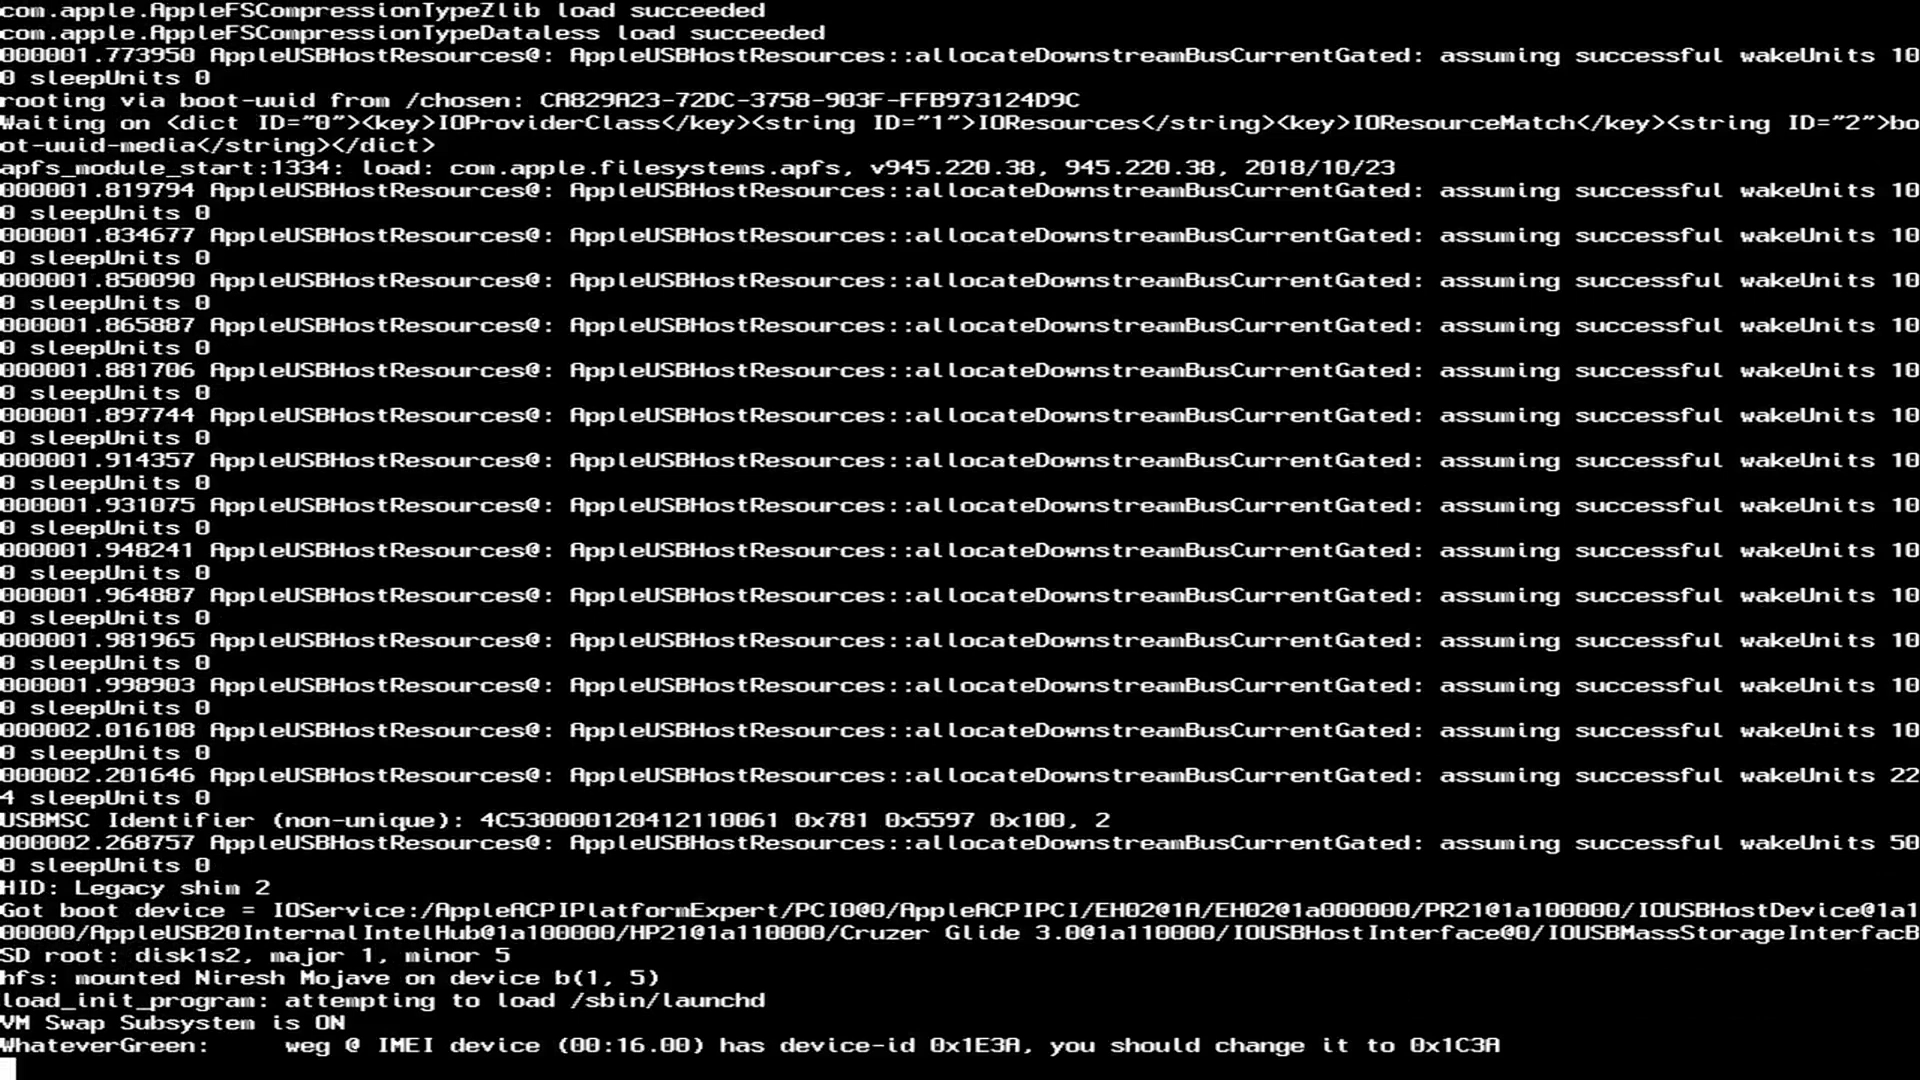 com.apple.AppleFSCompressionTypeZlib load succeeded
com.apple.AppleFSCompressionTypeDataless load succeeded
000001.773950 AppleUSBHostResources@: AppleUSBHostResources::allocateDownstreamBusCurrentGated: assuming successful wakeUnits 10
0 sleepUnits 0
rooting via boot-uuid from /chosen: CA829A23-72DC-3758-903F-FFB973124D9C
Waiting on <dict ID="0"><key>IOProviderClass</key><string ID="1">IOResources</string><key>IOResourceMatch</key><string ID="2">bo
ot-uuid-media</string></dict>
apfs_module_start:1334: load: com.apple.filesystems.apfs, v945.220.38, 945.220.38, 2018/10/23
000001.819794 AppleUSBHostResources@: AppleUSBHostResources::allocateDownstreamBusCurrentGated: assuming successful wakeUnits 10
0 sleepUnits 0
000001.834677 AppleUSBHostResources@: AppleUSBHostResources::allocateDownstreamBusCurrentGated: assuming successful wakeUnits 10
0 sleepUnits 0
000001.850090 AppleUSBHostResources@: AppleUSBHostResources::allocateDownstreamBusCurrentGated: assuming successful wakeUnits 10
0 sleepUnits 0
000001.865887 AppleUSBHostResources@: AppleUSBHostResources::allocateDownstreamBusCurrentGated: assuming successful wakeUnits 10
0 sleepUnits 0
000001.881706 AppleUSBHostResources@: AppleUSBHostResources::allocateDownstreamBusCurrentGated: assuming successful wakeUnits 10
0 sleepUnits 0
000001.897744 AppleUSBHostResources@: AppleUSBHostResources::allocateDownstreamBusCurrentGated: assuming successful wakeUnits 10
0 sleepUnits 0
000001.914357 AppleUSBHostResources@: AppleUSBHostResources::allocateDownstreamBusCurrentGated: assuming successful wakeUnits 10
0 sleepUnits 0
000001.931075 AppleUSBHostResources@: AppleUSBHostResources::allocateDownstreamBusCurrentGated: assuming successful wakeUnits 10
0 sleepUnits 0
000001.948241 AppleUSBHostResources@: AppleUSBHostResources::allocateDownstreamBusCurrentGated: assuming successful wakeUnits 10
0 sleepUnits 0
000001.964887 AppleUSBHostResources@: AppleUSBHostResources::allocateDownstreamBusCurrentGated: assuming successful wakeUnits 10
0 sleepUnits 0
000001.981965 AppleUSBHostResources@: AppleUSBHostResources::allocateDownstreamBusCurrentGated: assuming successful wakeUnits 10
0 sleepUnits 0
000001.998903 AppleUSBHostResources@: AppleUSBHostResources::allocateDownstreamBusCurrentGated: assuming successful wakeUnits 10
0 sleepUnits 0
000002.016108 AppleUSBHostResources@: AppleUSBHostResources::allocateDownstreamBusCurrentGated: assuming successful wakeUnits 10
0 sleepUnits 0
000002.201646 AppleUSBHostResources@: AppleUSBHostResources::allocateDownstreamBusCurrentGated: assuming successful wakeUnits 22
4 sleepUnits 0
USBMSC Identifier (non-unique): 4C530000120412110061 0x781 0x5597 0x100, 2
000002.268757 AppleUSBHostResources@: AppleUSBHostResources::allocateDownstreamBusCurrentGated: assuming successful wakeUnits 50
0 sleepUnits 0
HID: Legacy shim 2
Got boot device = IOService:/AppleACPIPlatformExpert/PCI0@0/AppleACPIPCI/EH02@1A/EH02@1a000000/PR21@1a100000/IOUSBHostDevice@1a1
00000/AppleUSB20InternalIntelHub@1a100000/HP21@1a110000/Cruzer Glide 3.0@1a110000/IOUSBHostInterface@0/IOUSBMassStorageInterfacB
SD root: disk1s2, major 1, minor 5
hfs: mounted Niresh Mojave on device b(1, 5)
load_init_program: attempting to load /sbin/launchd
VM Swap Subsystem is ON
WhateverGreen:     weg @ IMEI device (00:16.00) has device-id 0x1E3A, you should change it to 0x1C3A